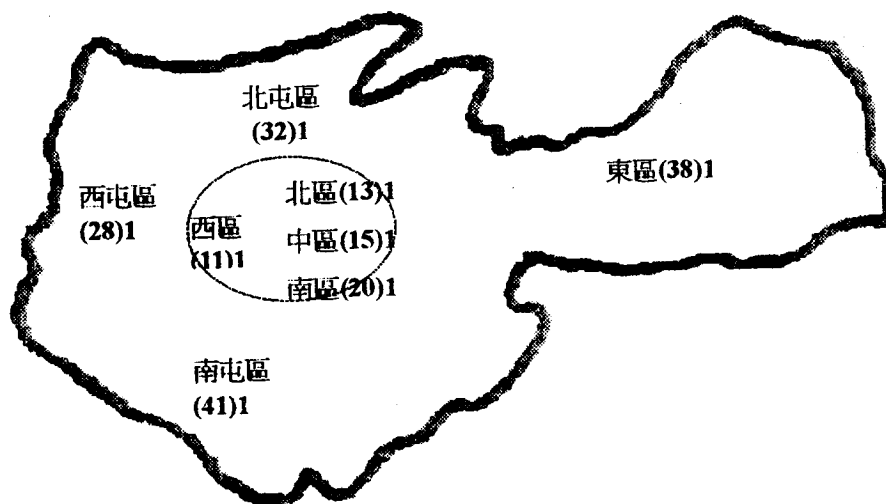 北屯區
(32)1
東區(38)1
西屯區
(28)1
北區(13)1
西區
(11)1
中區(15)1
南區(20)1
南屯區
(41)1